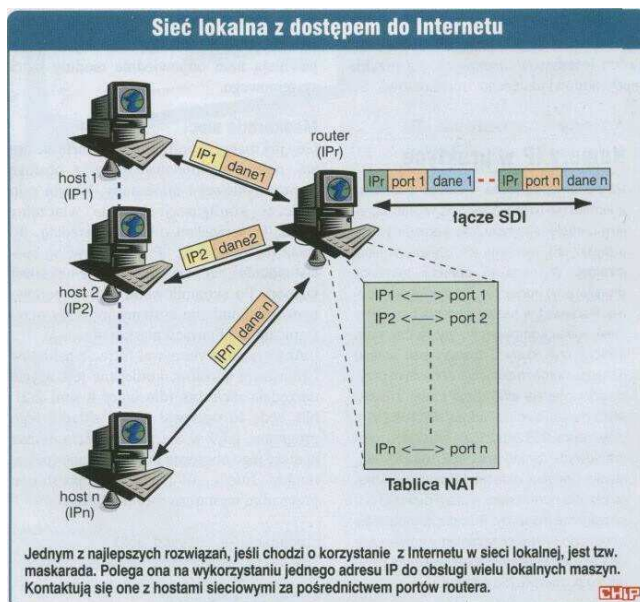 Sieć lokalna z dostępem do Internetu
host 1
(IP1)
IP1 dane1
router
(IPr)
IPr port 1 dane 1 IPr port n dane n
łącze SDI
host 2
(IP2)
IP2 dane2
IPn dane n
host n
(IPn)
IP1 <----> port 1
IP2 <----> port 2
IPn <----> port n
Tablica NAT
Jednym z najlepszych rozwiązań, jeśli chodzi o korzystanie z Internetu w sieci lokalnej, jest tzw.
maskarada. Polega ona na wykorzystaniu jednego adresu IP do obsługi wielu lokalnych maszyn.
Kontaktują się one z hostami sieciowymi za pośrednictwem portów routera.
CHIP